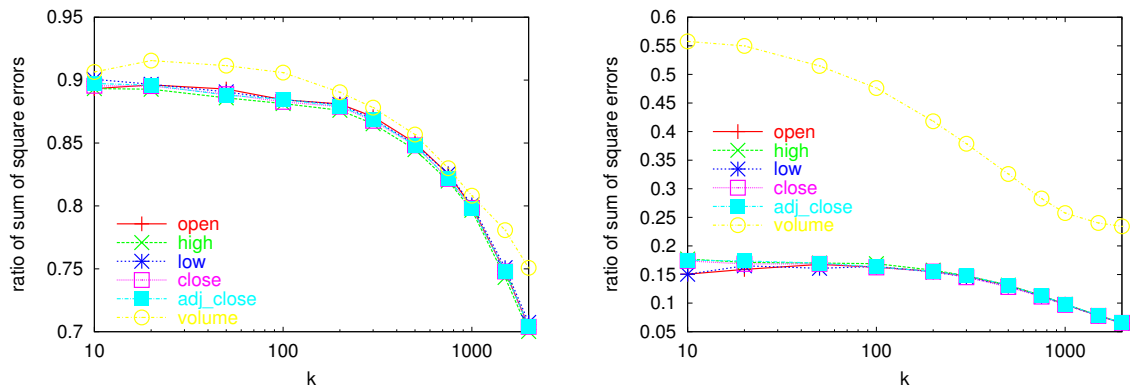 ratio of sum of square errors
0.95
0.9
0.85
0.8
0.75
0.7
open
high
low
close
adj_close
volume
10
100
1000
k
ratio of sum of square errors
0.6
0.55
0.5
0.45
0.4
0.35
0.3
0.25
0.2
0.15
0.1
0.05
open
high
low
close
adj_close
volume
10
100
1000
k